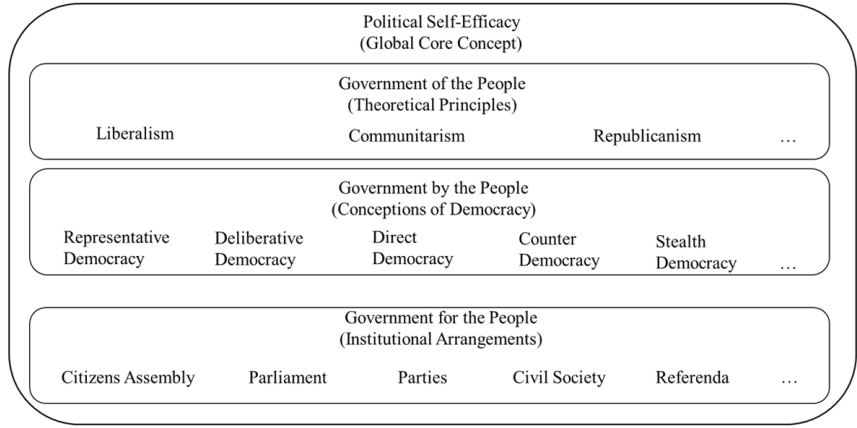 Political Self-Efficacy
(Global Core Concept)
Government of the People
(Theoretical Principles)
Liberalism Communitarism Republicanism ...
Government by the People
(Conceptions of Democracy)
Representative Deliberative Direct Counter Stealth
Democracy Democracy Democracy Democracy Democracy ...
Government for the People
(Institutional Arrangements)
Citizens Assembly Parliament Parties Civil Society Referenda ...